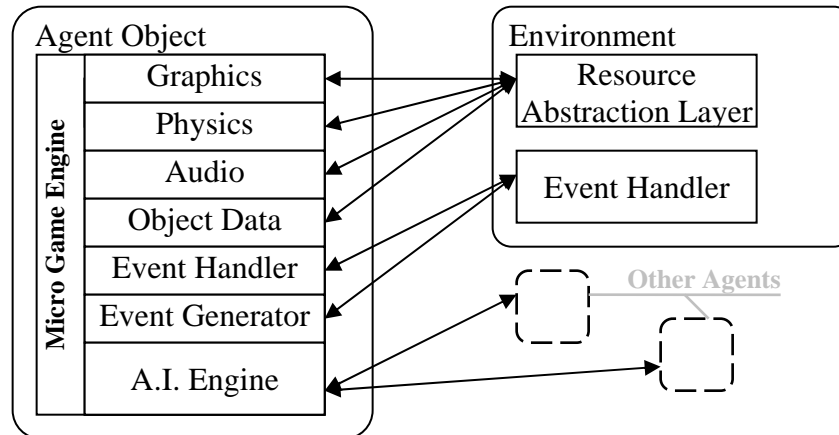 Agent Object
Micro Game Engine
Graphics
Physics
Audio
Object Data
Event Handler
Event Generator
A.I. Engine
Environment
Resource
Abstraction Layer
Event Handler
Other Agents